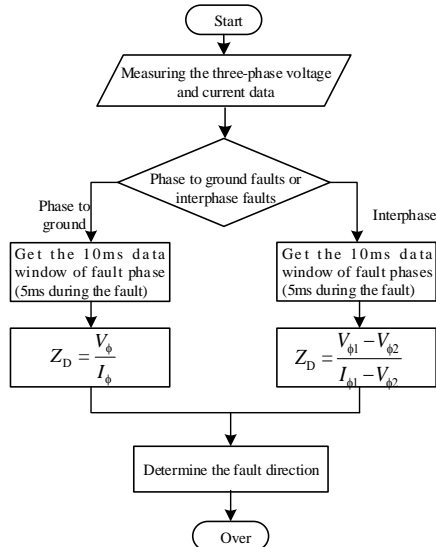 Start
Measuring the three-phase voltage
and current data
Phase to ground faults or
interphase faults
Phase to
ground
Interphase
Get the 10ms data
window of fault phase
(5ms during the fault)
Get the 10ms data
window of fault phases
(5ms during the fault)
Z_D = V_ϕ / I_ϕ
Z_D = (V_ϕ1 − V_ϕ2) / (I_ϕ1 − V_ϕ2)
Determine the fault direction
Over